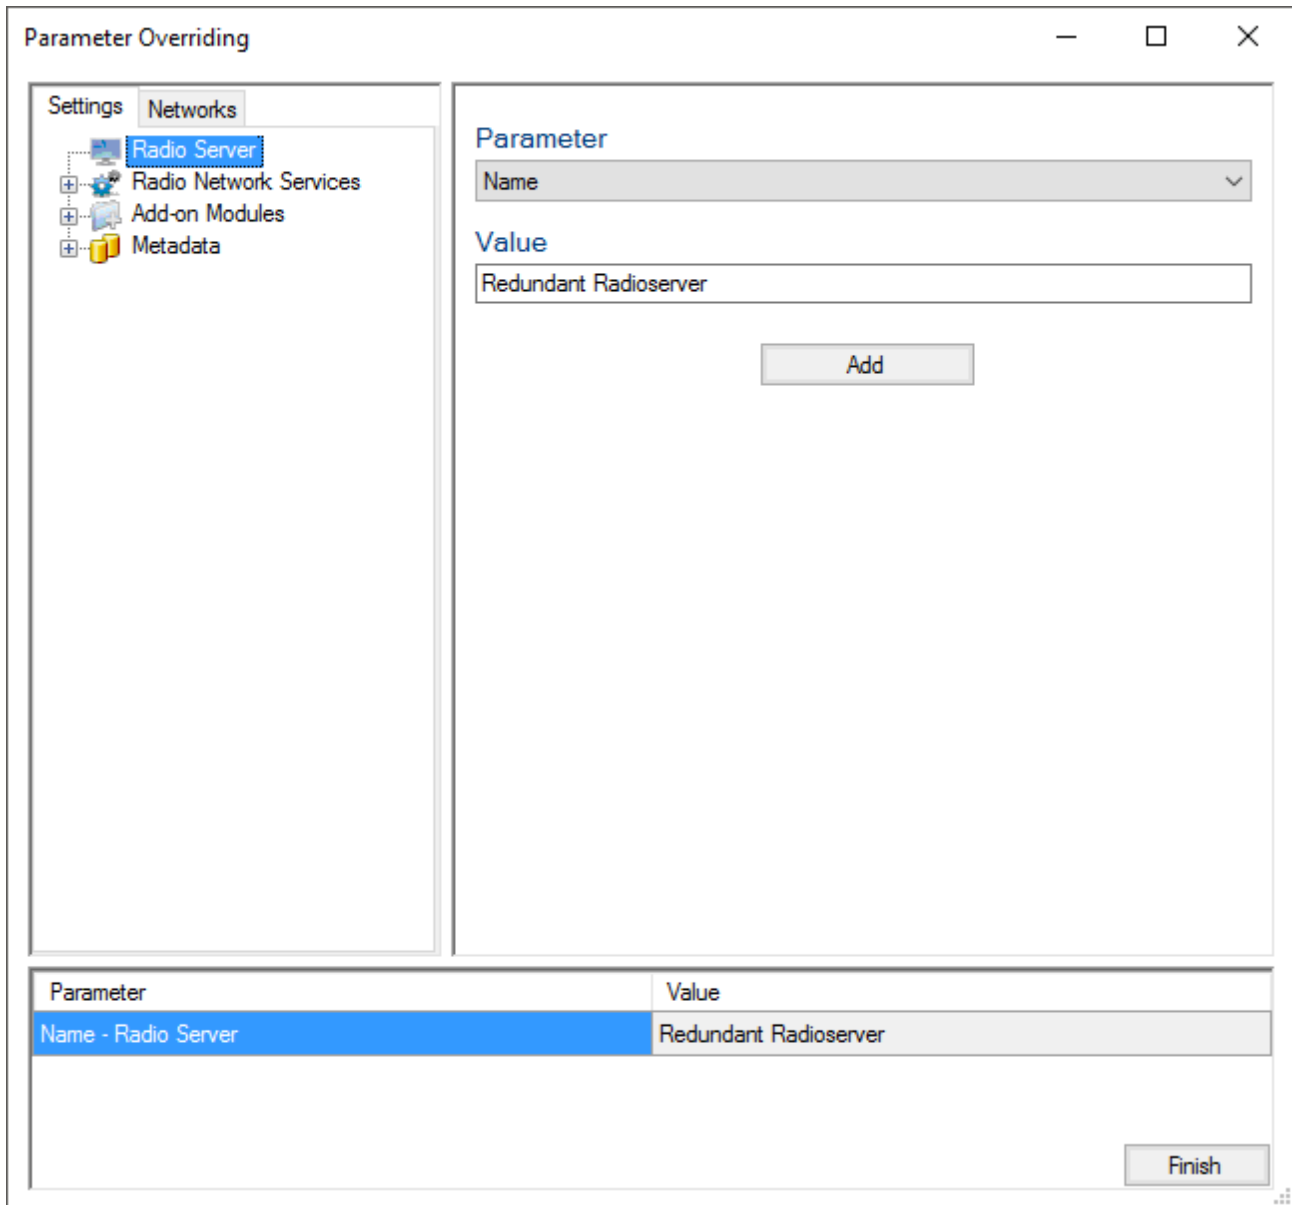 Parameter Overriding
Settings Networks
Radio Server
Radio Network Services
Add-on Modules
Metadata
Parameter
Name
Value
Redundant Radioserver
Add
Parameter Value
Name - Radio Server Redundant Radioserver
Finish